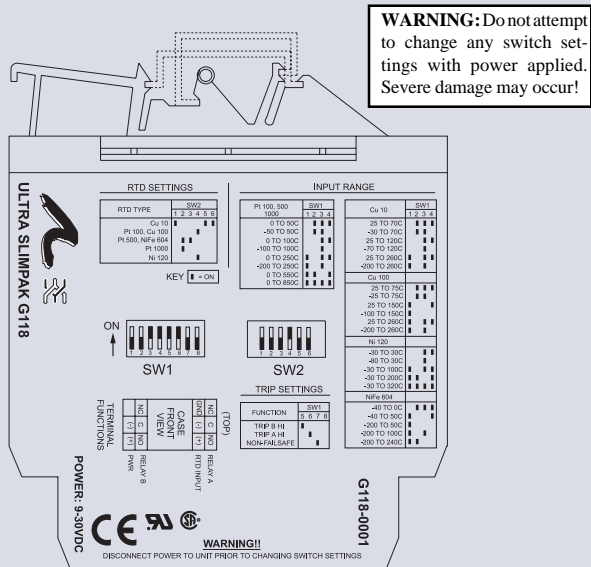 WARNING: Do not attempt
to change any switch set-
tings with power applied.
Severe damage may occur!
ULTRA SLIMPAK G118
RTD SETTINGS
RTD TYPE
SW2
1 2 3 4 5 6
Cu 10
Pt 100, Cu 100
Pt 500, NiFe 604
Pt 1000
Ni 120
KEY = ON
INPUT RANGE
Pt 100, 500
1000
SW1
1 2 3 4
0 TO 50C
-50 TO 50C
0 TO 100C
-100 TO 100C
0 TO 250C
-200 TO 250C
0 TO 550C
0 TO 850C
Cu 10
SW1
1 2 3 4
25 TO 70C
-30 TO 70C
25 TO 120C
-70 TO 120C
25 TO 260C
-200 TO 260C
Cu 100
25 TO 75C
-25 TO 75C
25 TO 150C
-100 TO 150C
25 TO 260C
-200 TO 260C
Ni 120
-30 TO 30C
-80 TO 30C
-30 TO 100C
-30 TO 200C
-30 TO 320C
NiFe 604
-40 TO 0C
-40 TO 50C
-200 TO 50C
-200 TO 100C
-200 TO 240C
ON
1 2 3 4 5 6 7 8
SW1
1 2 3 4 5 6
SW2
TRIP SETTINGS
FUNCTION
SW1
5 6 7 8
TRIP B HI
TRIP A HI
NON-FAILSAFE
TERMINAL
FUNCTIONS
(TOP)
CASE
FRONT
VIEW
NC C NO
RELAY A
GND (-) (+)
RTD INPUT
NC C NO
RELAY B
(-) (+)
PWR
POWER: 9-30VDC
G118-0001
CE
WARNING!!
DISCONNECT POWER TO UNIT PRIOR TO CHANGING SWITCH SETTINGS